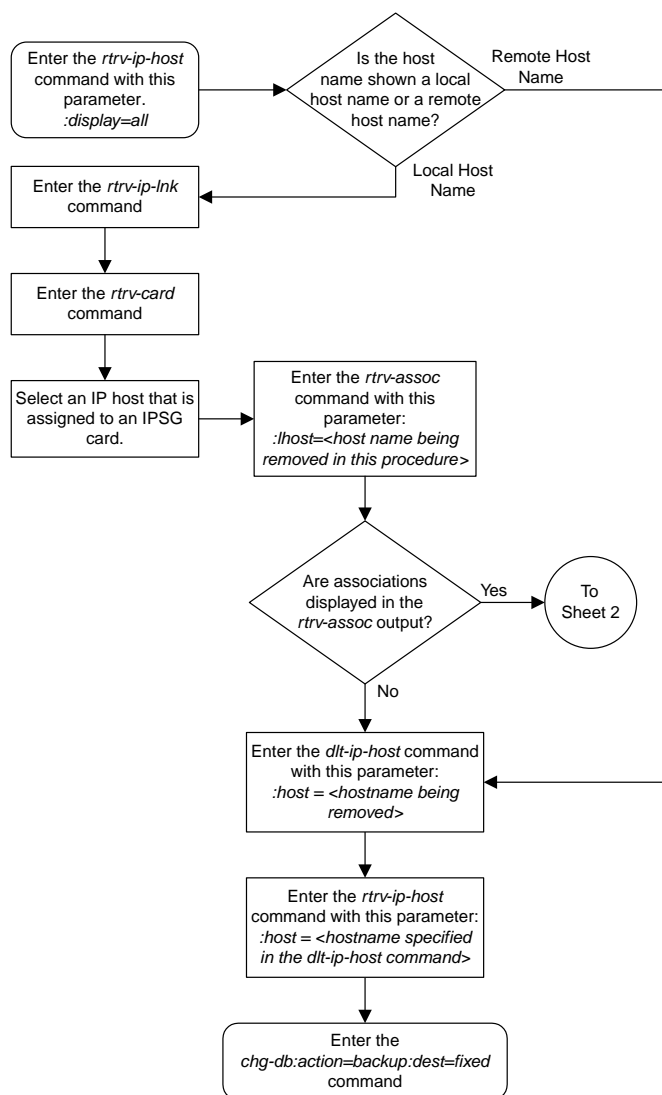 Enter the rtrv-ip-host
command with this
parameter.
:display=all
Is the host
name shown a local
host name or a remote
host name?
Remote Host
Name
Local Host
Name
Enter the rtrv-ip-lnk
command
Enter the rtrv-card
command
Select an IP host that is
assigned to an IPSG
card.
Enter the rtrv-assoc
command with this
parameter:
:lhost=<host name being
removed in this procedure>
Are associations
displayed in the
rtrv-assoc output?
Yes
To
Sheet 2
No
Enter the dlt-ip-host command
with this parameter:
:host = <hostname being
removed>
Enter the rtrv-ip-host
command with this parameter:
:host = <hostname specified
in the dlt-ip-host command>
Enter the
chg-db:action=backup:dest=fixed
command